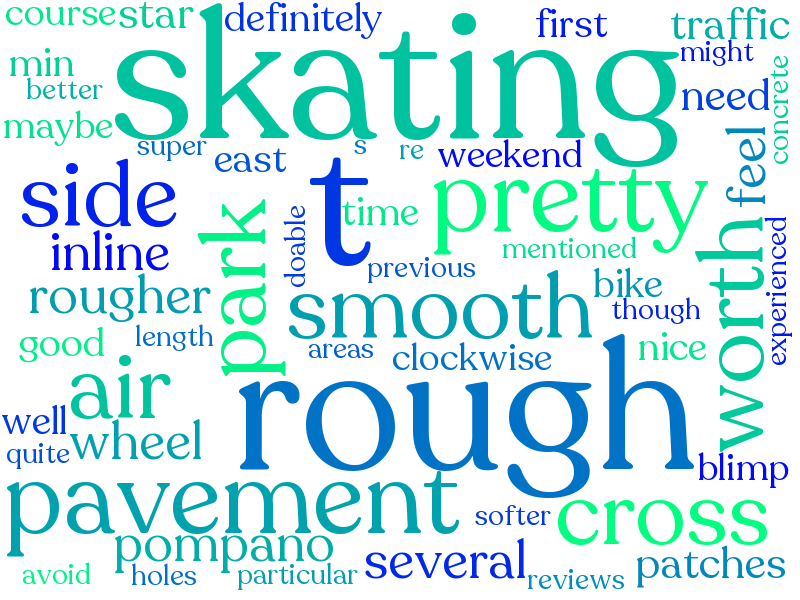 course
star
definitely
first
traffic
min
skating
might
better
need
concrete
maybe
super
east
s
re
weekend
feel
side
t
pretty
park
time
doable
inline
mentioned
previous
worth
experienced
rougher
smooth
bike
though
good
length
areas
clockwise
nice
air
rough
well
wheel
quite
blimp
pavement
softer
cross
pompano
several
patches
avoid
holes
particular
reviews